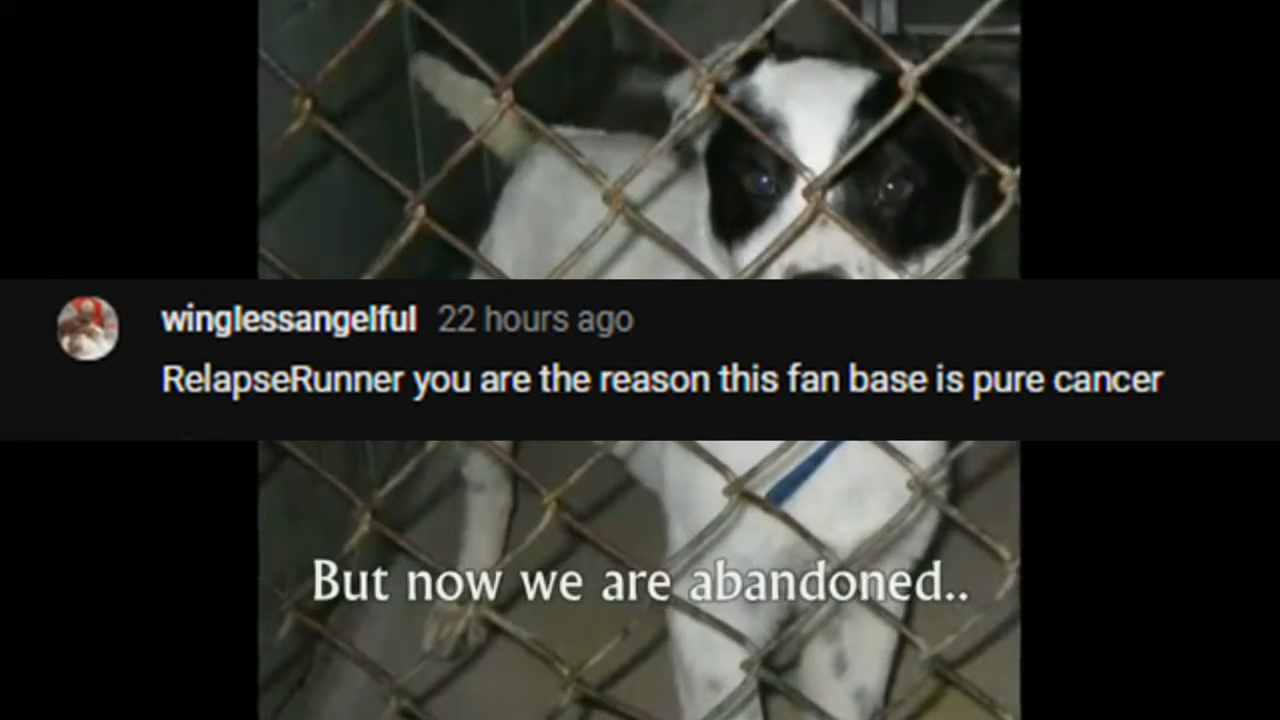 winglessangelful 22 hours ago
RelapseRunner you are the reason this fan base is pure cancer
But now we are abandoned..